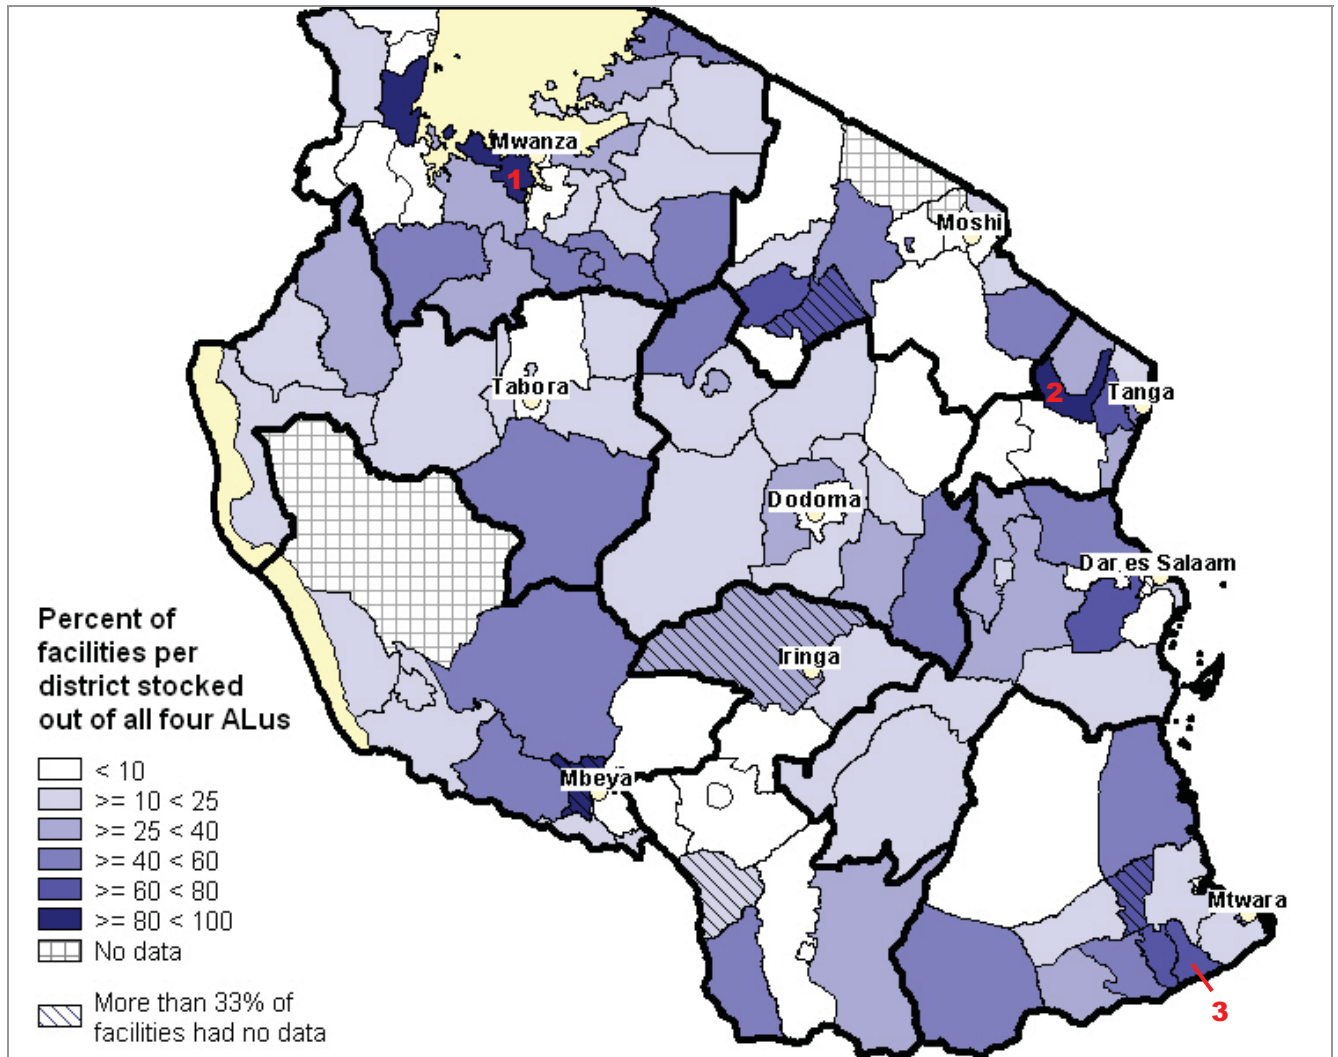 Mwanza
1
Moshi
Tabora
2
Tanga
Dodoma
Dar es Salaam
Iringa
Mbeya
Mtwara
3
Percent of
facilities per
district stocked
out of all four ALus
< 10
>= 10 < 25
>= 25 < 40
>= 40 < 60
>= 60 < 80
>= 80 < 100
No data
More than 33% of
facilities had no data